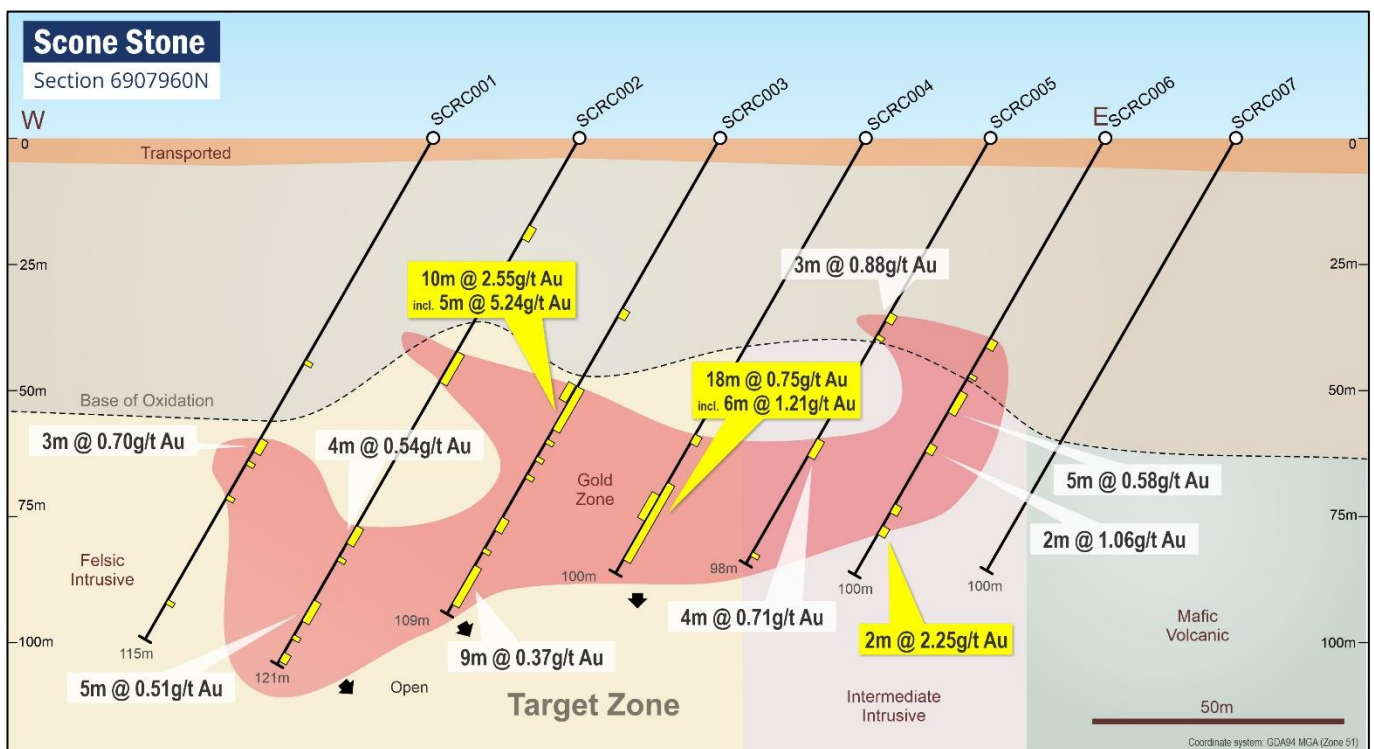 Scone Stone
Section 6907960N
W
E
SCRC001
SCRC002
SCRC003
SCRC004
SCRC005
SCRC006
SCRC007
0
0
Transported
25m
25m
3m @ 0.88g/t Au
10m @ 2.55g/t Au
incl. 5m @ 5.24g/t Au
50m
50m
Base of Oxidation
18m @ 0.75g/t Au
incl. 6m @ 1.21g/t Au
3m @ 0.70g/t Au
4m @ 0.54g/t Au
Gold
Zone
5m @ 0.58g/t Au
75m
75m
2m @ 1.06g/t Au
Felsic
Intrusive
100m
98m
100m
100m
4m @ 0.71g/t Au
Mafic
Volcanic
109m
2m @ 2.25g/t Au
100m
100m
115m
9m @ 0.37g/t Au
121m
5m @ 0.51g/t Au
Open
Target Zone
Intermediate
Intrusive
50m
Coordinate system: GDA94 MGA (Zone 51)